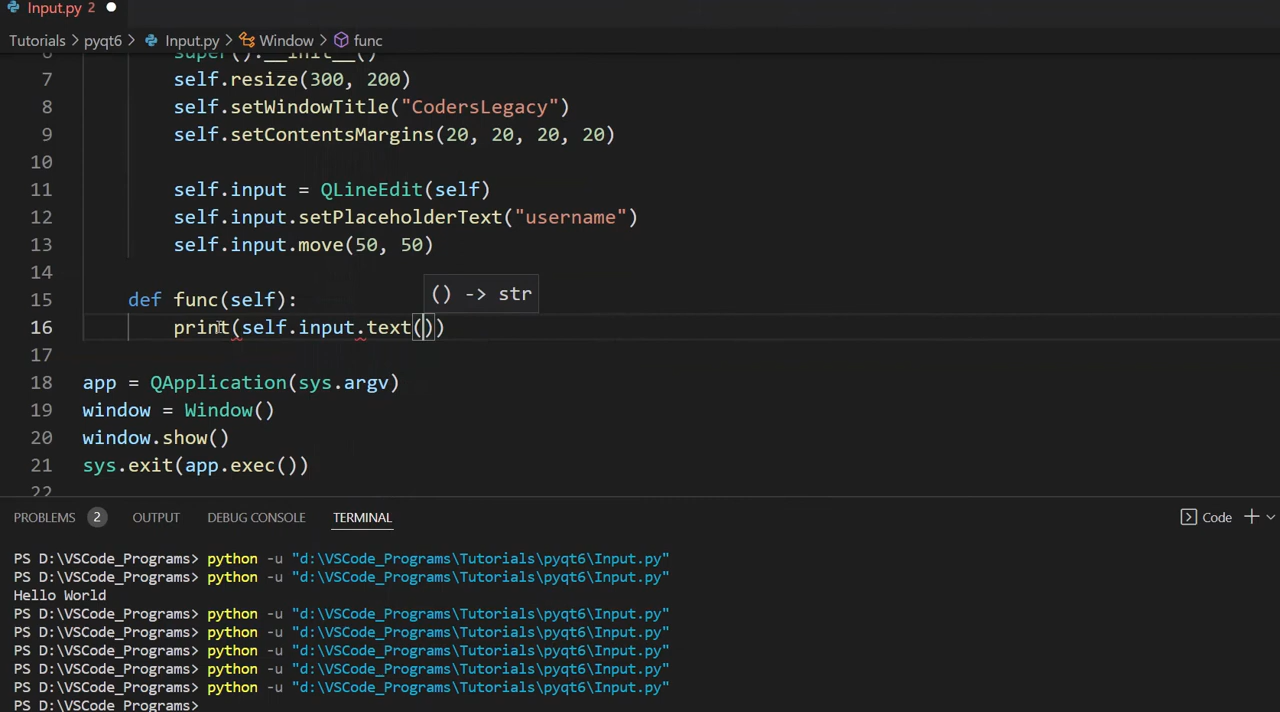 Input.py 2
Tutorials > pyqt6 > Input.py > Window > func
6 super().__init__()
7 self.resize(300, 200)
8 self.setWindowTitle("CodersLegacy")
9 self.setContentsMargins(20, 20, 20, 20)
10
11 self.input = QLineEdit(self)
12 self.input.setPlaceholderText("username")
13 self.input.move(50, 50)
14
() -> str
15 def func(self):
16 print(self.input.text())
17
18 app = QApplication(sys.argv)
19 window = Window()
20 window.show()
21 sys.exit(app.exec())
22
PROBLEMS 2 OUTPUT DEBUG CONSOLE TERMINAL Code
PS D:\VSCode_Programs> python -u "d:\VSCode_Programs\Tutorials\pyqt6\Input.py"
PS D:\VSCode_Programs> python -u "d:\VSCode_Programs\Tutorials\pyqt6\Input.py"
Hello World
PS D:\VSCode_Programs> python -u "d:\VSCode_Programs\Tutorials\pyqt6\Input.py"
PS D:\VSCode_Programs> python -u "d:\VSCode_Programs\Tutorials\pyqt6\Input.py"
PS D:\VSCode_Programs> python -u "d:\VSCode_Programs\Tutorials\pyqt6\Input.py"
PS D:\VSCode_Programs> python -u "d:\VSCode_Programs\Tutorials\pyqt6\Input.py"
PS D:\VSCode_Programs> python -u "d:\VSCode_Programs\Tutorials\pyqt6\Input.py"
PS D:\VSCode_Programs>